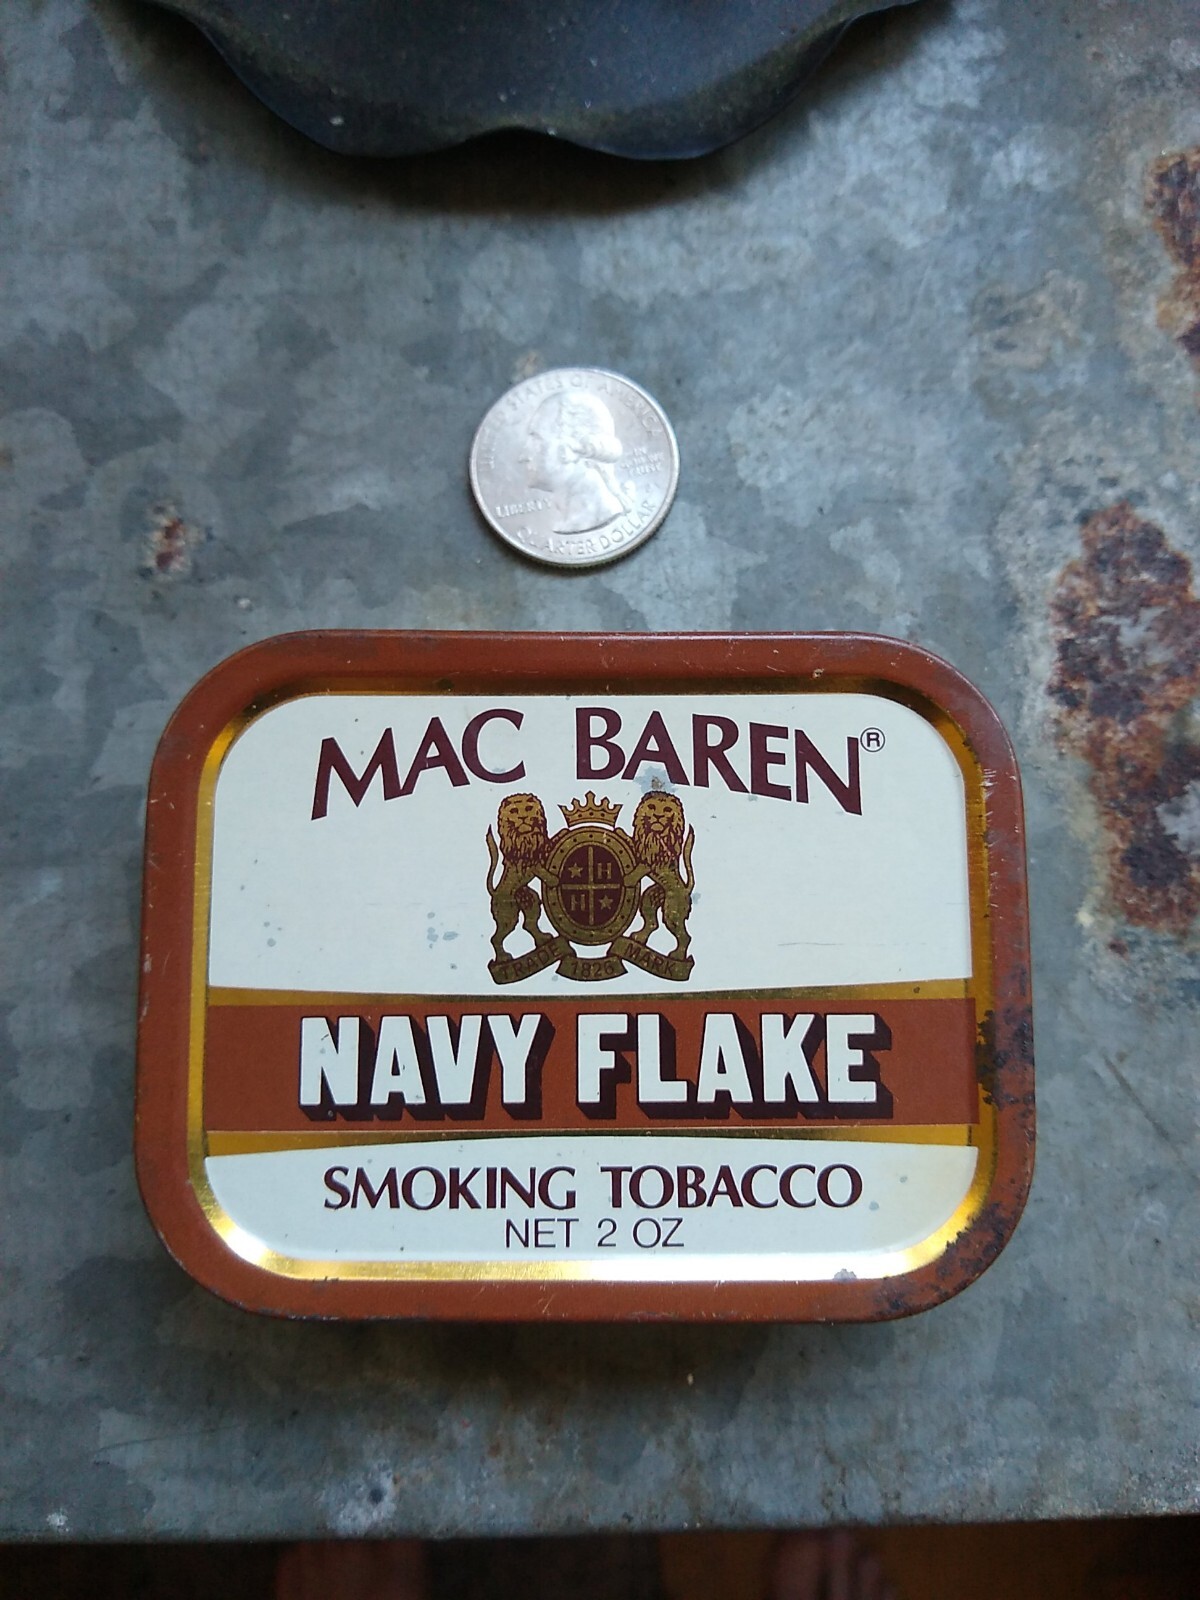 UNITED STATES OF AMERICA
LIBERTY
IN
GOD WE
TRUST
QUARTER DOLLAR
MAC BAREN®
H
H
TRADE 1826 MARK
NAVY FLAKE
SMOKING TOBACCO
NET 2 OZ